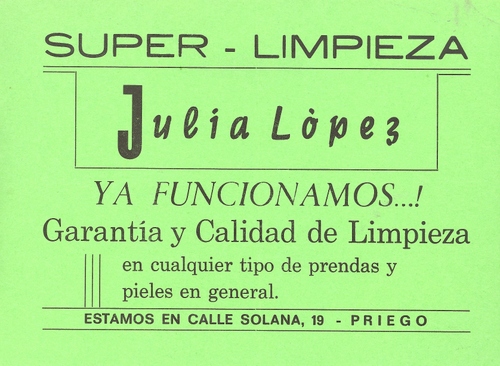 SUPER - LIMPIEZA
Julia Lòpez
YA FUNCIONAMOS...!
Garantía y Calidad de Limpieza
en cualquier tipo de prendas y
pieles en general.
ESTAMOS EN CALLE SOLANA, 19 - PRIEGO